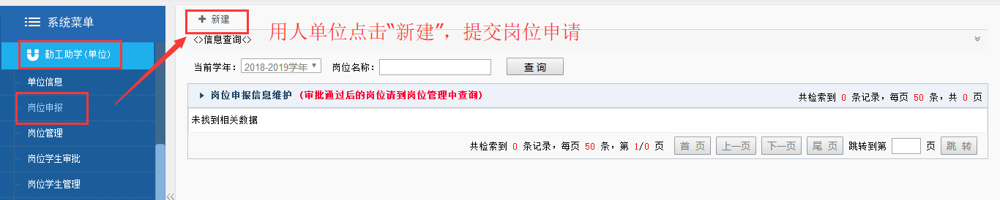 系统菜单
勤工助学(单位)
单位信息
岗位申报
岗位管理
岗位学生审批
岗位学生管理
新建
用人单位点击“新建”，提交岗位申请
<>信息查询<>
当前学年： 2018-2019学年 岗位名称： 查 询
岗位申报信息维护 (审批通过后的岗位请到岗位管理中查询) 共检索到 0 条记录，每页 50 条，共 0 页
未找到相关数据
共检索到 0 条记录，每页 50 条，第 1/0 页 首 页 上一页 下一页 尾 页 跳转到第 页 跳 转